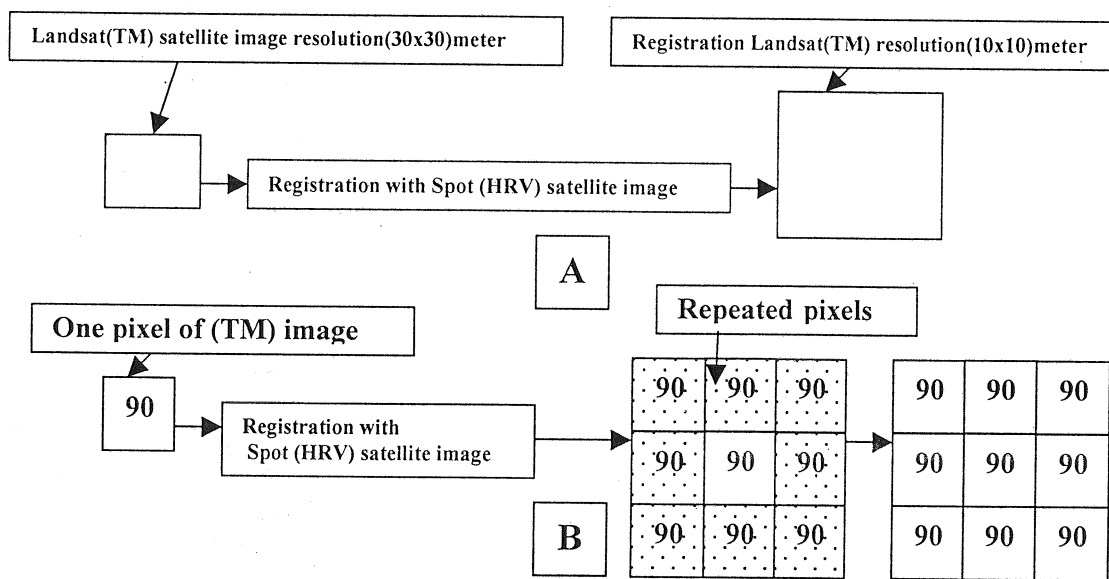 Landsat(TM) satellite image resolution(30x30)meter
Registration Landsat(TM) resolution(10x10)meter
Registration with Spot (HRV) satellite image
A
One pixel of (TM) image
Repeated pixels
90
Registration with
Spot (HRV) satellite image
90 90 90
90 90 90
90 90 90
90 90 90
90 90 90
90 90 90
B